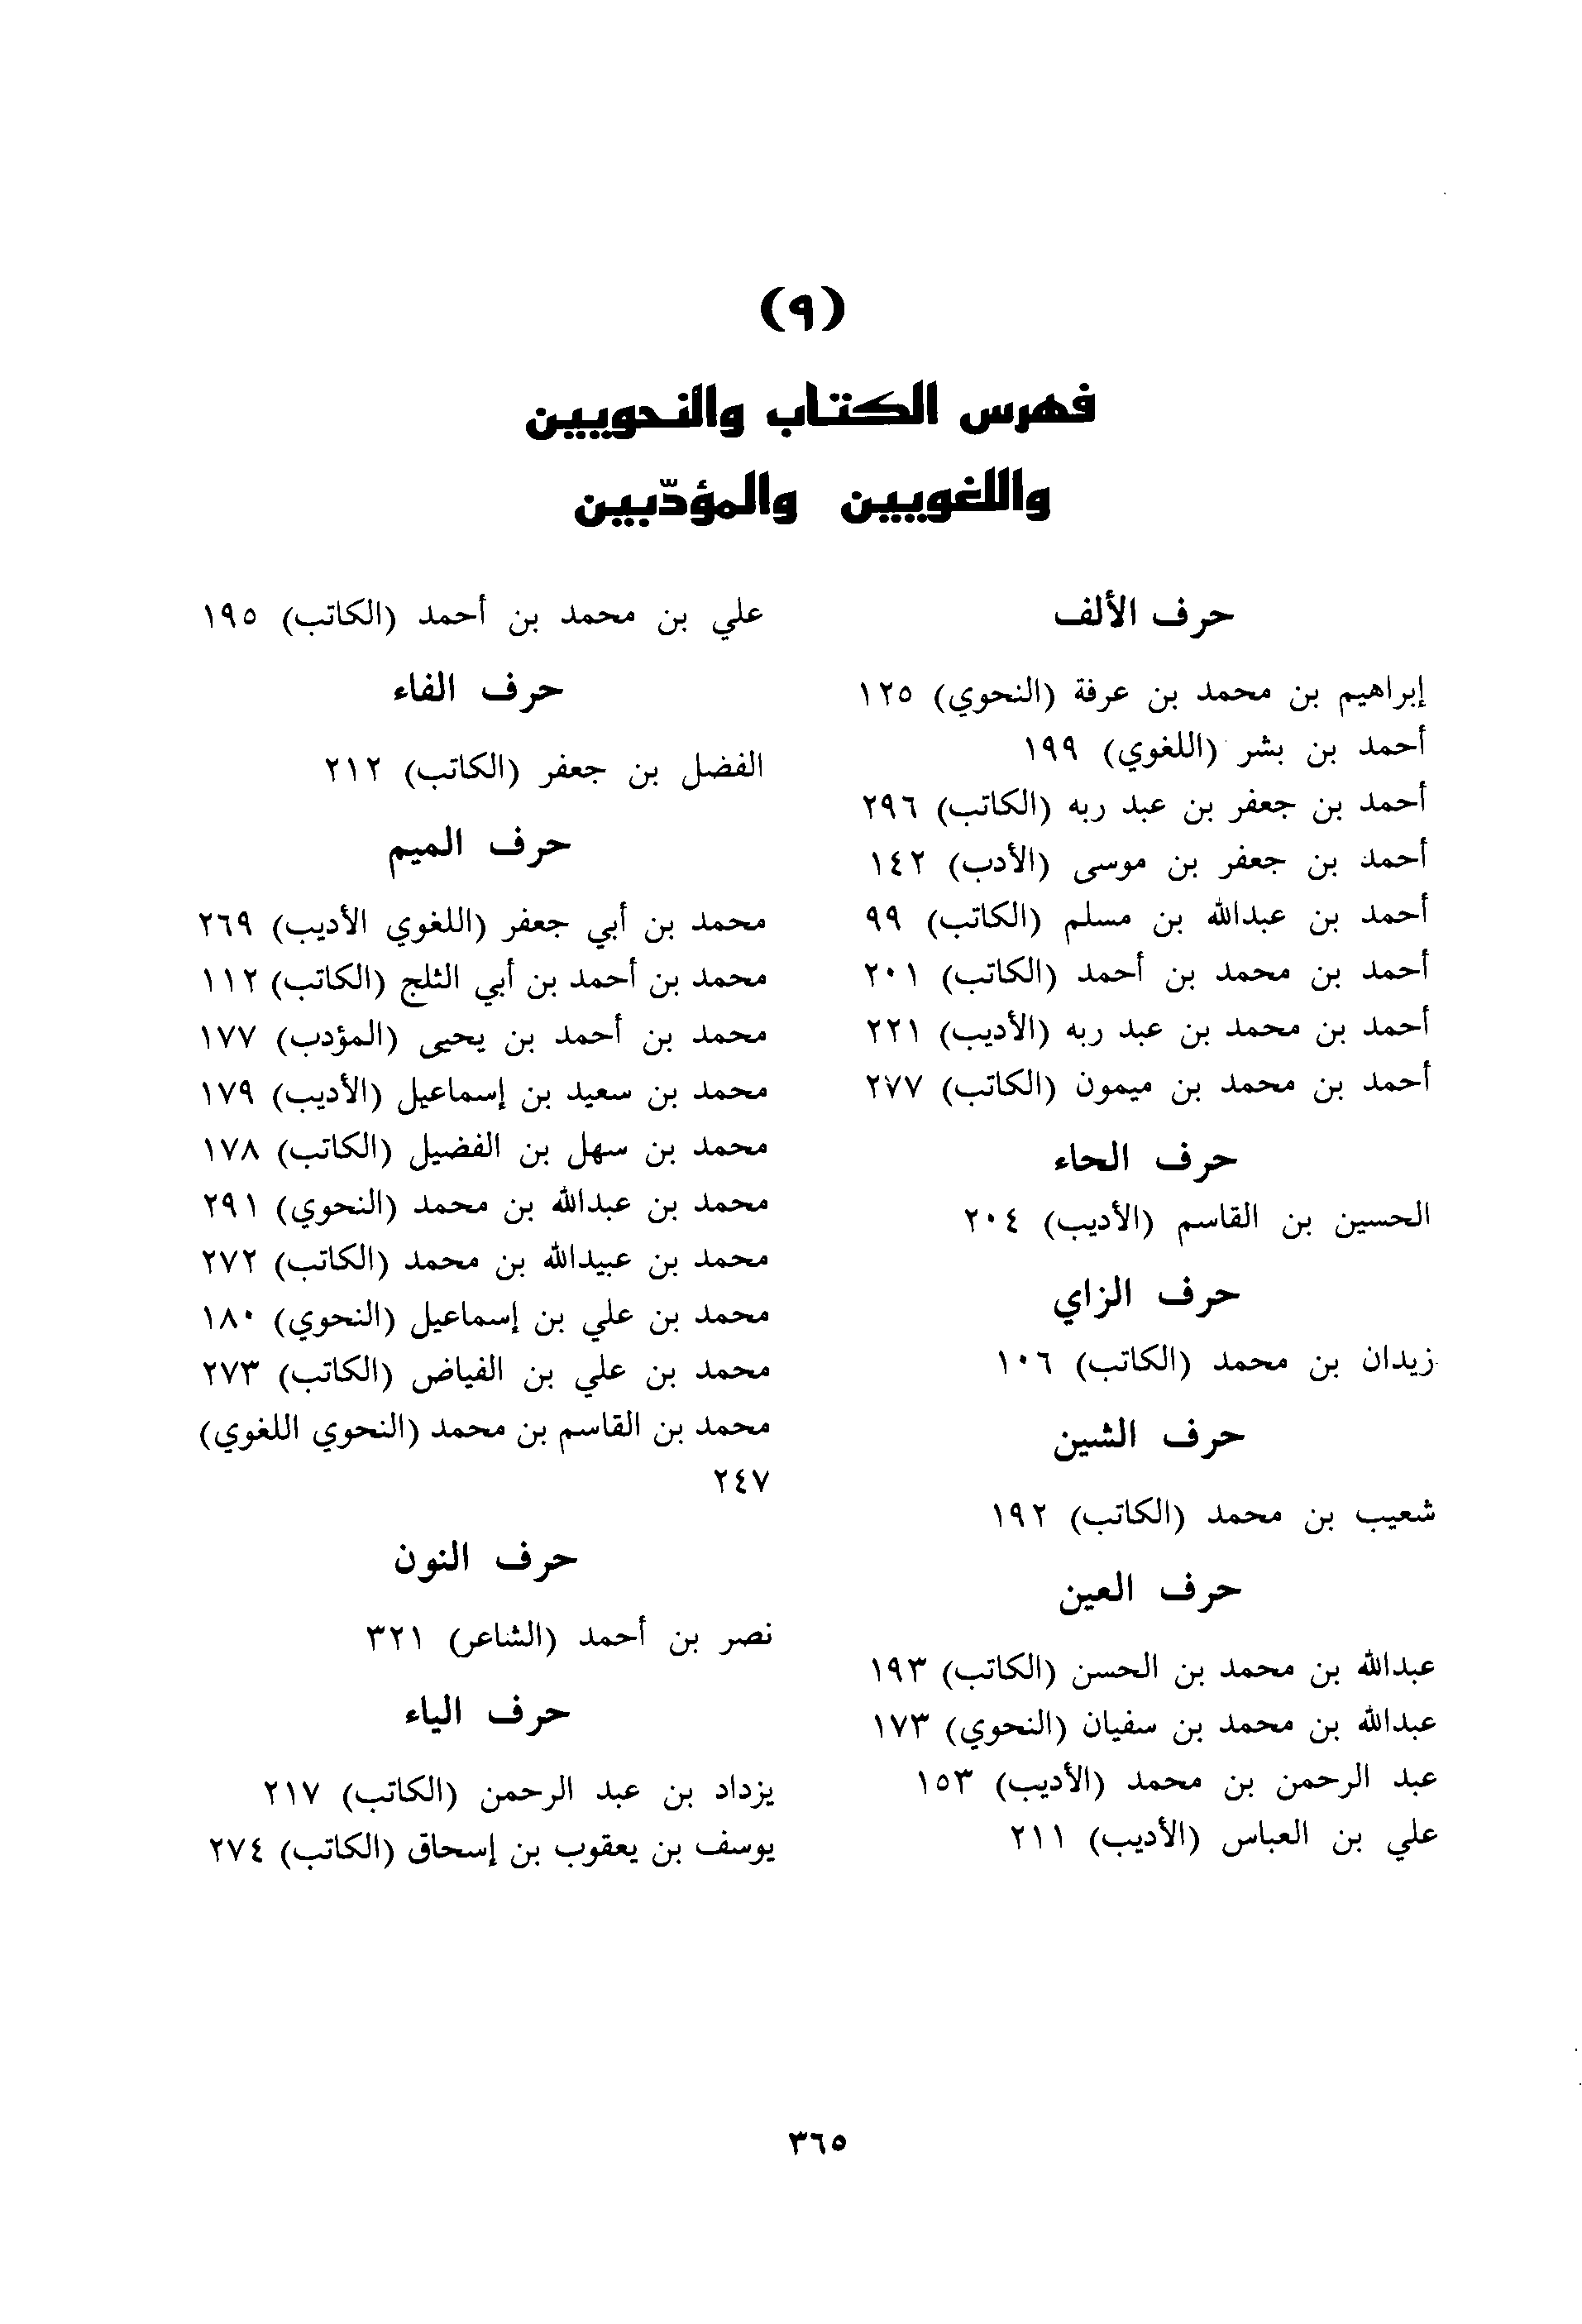 (٩)
فهرس الكتاب والنحويين
واللغويين والمؤدّبين
حرف الألف
إبراهيم بن محمد بن عرفة (النحوي) ١٢٥
أحمد بن بشر (اللغوي) ١٩٩
أحمد بن جعفر بن عبد ربه (الكاتب) ٢٩٦
أحمد بن جعفر بن موسى (الأدب) ١٤٢
أحمد بن عبدالله بن مسلم (الكاتب) ٩٩
أحمد بن محمد بن أحمد (الكاتب) ٢٠١
أحمد بن محمد بن عبد ربه (الأديب) ٢٢١
أحمد بن محمد بن ميمون (الكاتب) ٢٧٧
حرف الحاء
الحسين بن القاسم (الأديب) ٢٠٤
حرف الزاي
زيدان بن محمد (الكاتب) ١٠٦
حرف الشين
شعيب بن محمد (الكاتب) ١٩٢
حرف العين
عبدالله بن محمد بن الحسن (الكاتب) ١٩٣
عبدالله بن محمد بن سفيان (النحوي) ١٧٣
عبد الرحمن بن محمد (الأديب) ١٥٣
علي بن العباس (الأديب) ٢١١
علي بن محمد بن أحمد (الكاتب) ١٩٥
حرف الفاء
الفضل بن جعفر (الكاتب) ٢١٢
حرف الميم
محمد بن أبي جعفر (اللغوي الأديب) ٢٦٩
محمد بن أحمد بن أبي الثلج (الكاتب) ١١٢
محمد بن أحمد بن يحيى (المؤدب) ١٧٧
محمد بن سعيد بن إسماعيل (الأديب) ١٧٩
محمد بن سهل بن الفضيل (الكاتب) ١٧٨
محمد بن عبدالله بن محمد (النحوي) ٢٩١
محمد بن عبيدالله بن محمد (الكاتب) ٢٧٢
محمد بن علي بن إسماعيل (النحوي) ١٨٠
محمد بن علي بن الفياض (الكاتب) ٢٧٣
محمد بن القاسم بن محمد (النحوي اللغوي)
٢٤٧
حرف النون
نصر بن أحمد (الشاعر) ٣٢١
حرف الياء
يزداد بن عبد الرحمن (الكاتب) ٢١٧
يوسف بن يعقوب بن إسحاق (الكاتب) ٢٧٤
٣٦٥